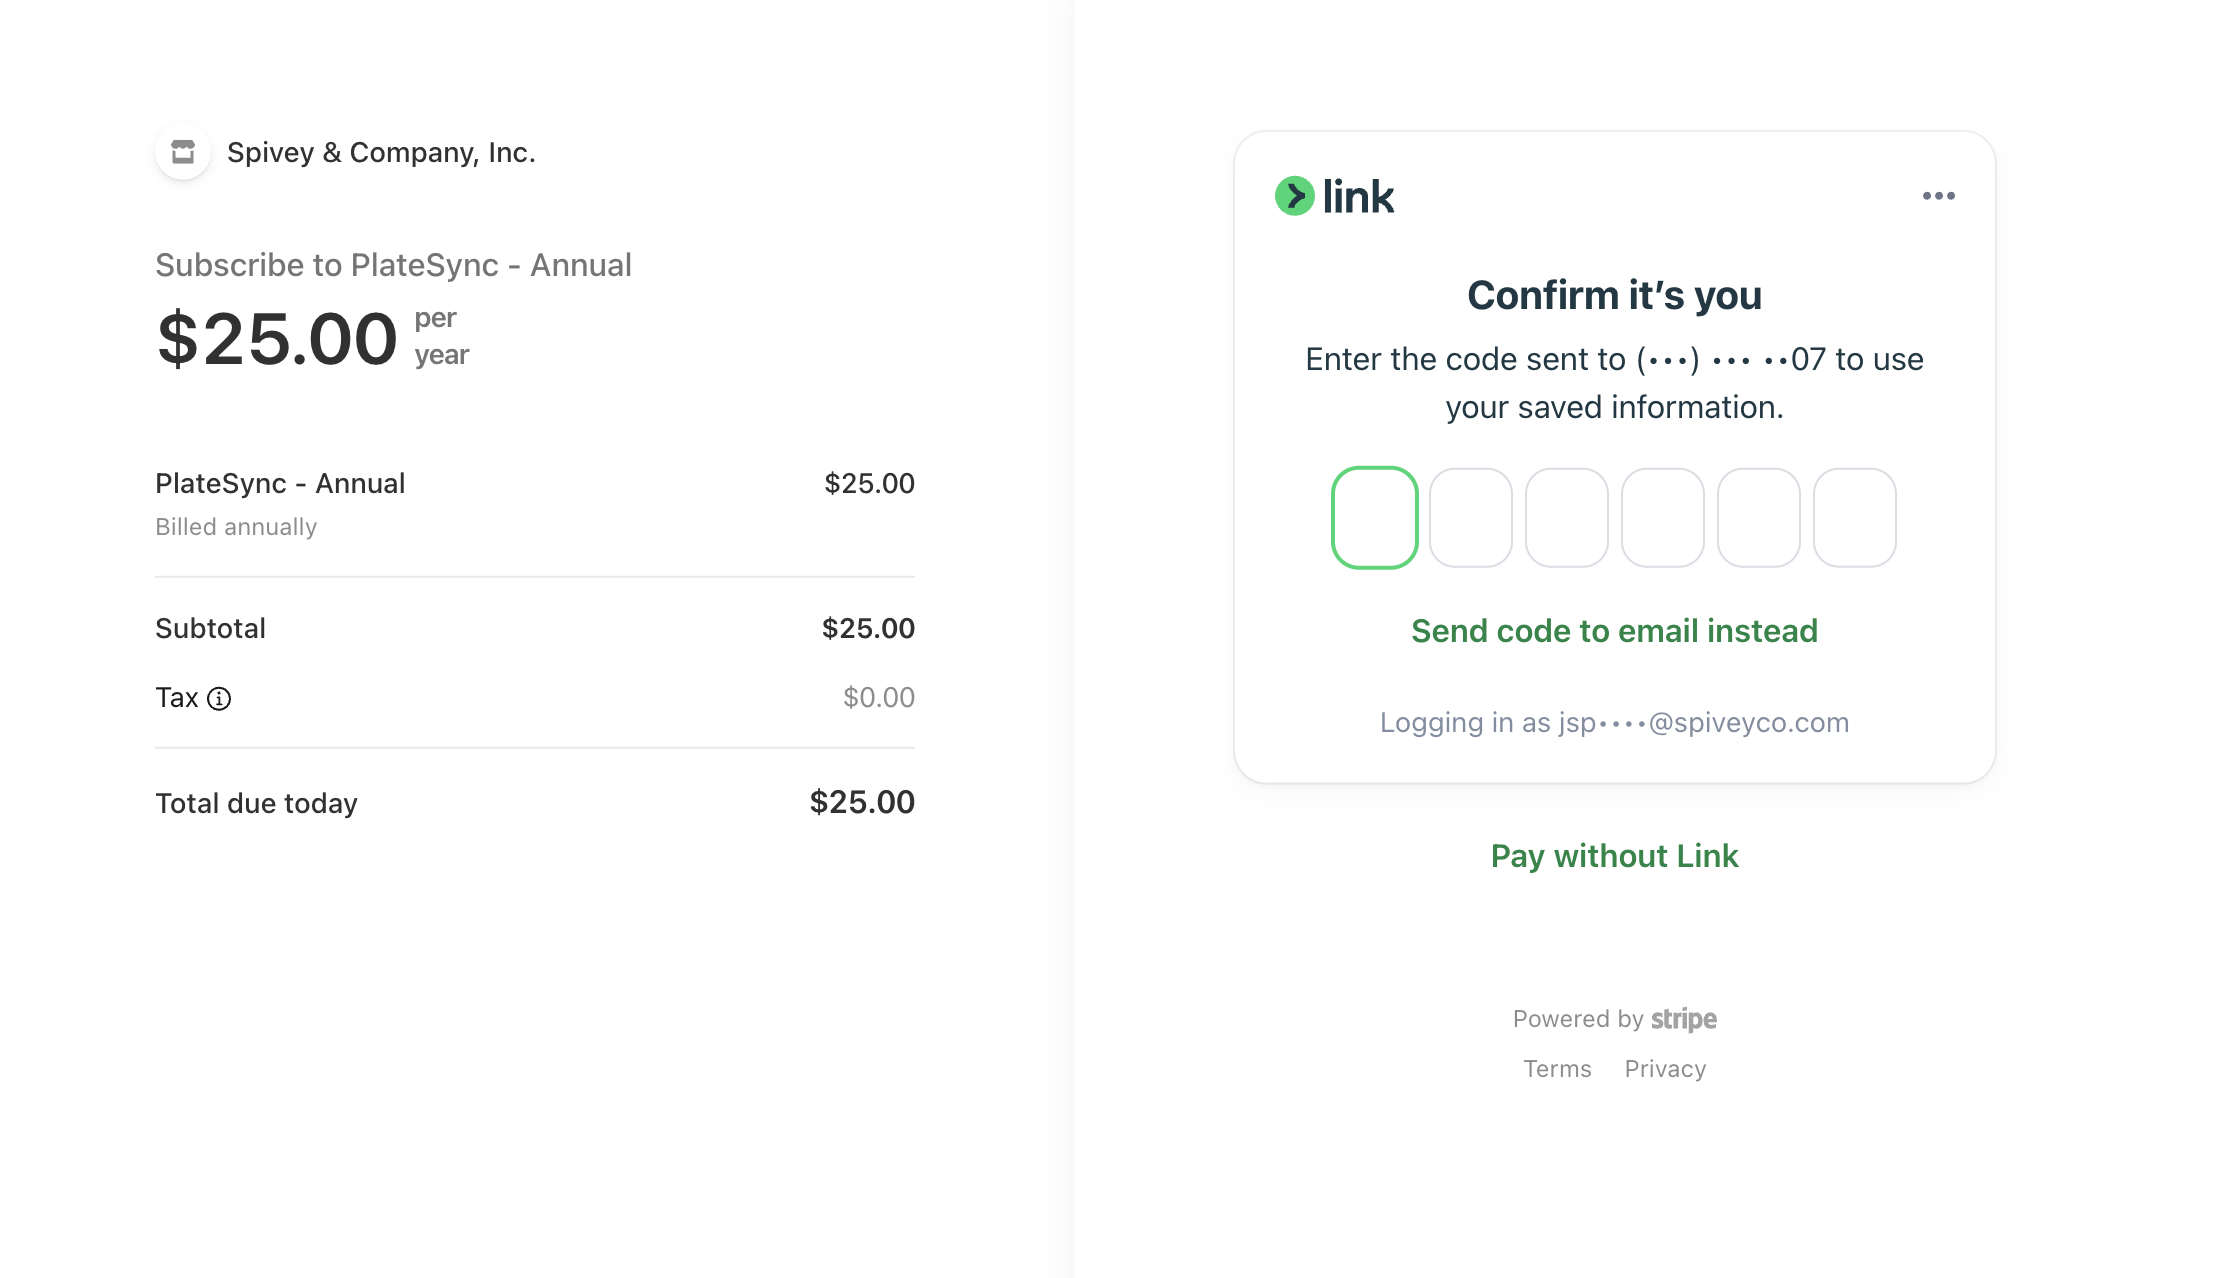 Spivey & Company, Inc.
Subscribe to PlateSync - Annual
$25.00 per
year
PlateSync - Annual $25.00
Billed annually
Subtotal $25.00
Tax $0.00
Total due today $25.00
link
Confirm it’s you
Enter the code sent to (•••) ••• ••07 to use
your saved information.
Send code to email instead
Logging in as jsp••••@spiveyco.com
Pay without Link
Powered by stripe
Terms Privacy